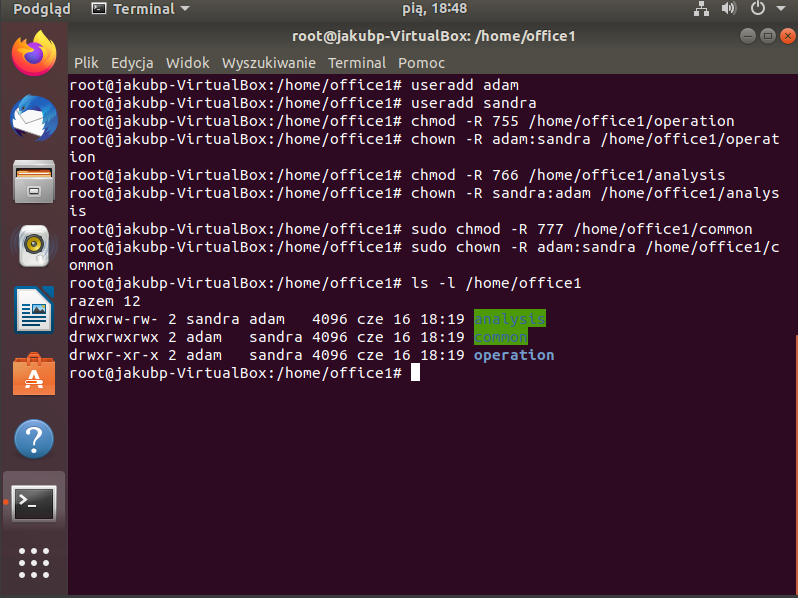 Podgląd Terminal pią, 18:48
root@jakubp-VirtualBox: /home/office1
Plik Edycja Widok Wyszukiwanie Terminal Pomoc
root@jakubp-VirtualBox:/home/office1# useradd adam
root@jakubp-VirtualBox:/home/office1# useradd sandra
root@jakubp-VirtualBox:/home/office1# chmod -R 755 /home/office1/operation
root@jakubp-VirtualBox:/home/office1# chown -R adam:sandra /home/office1/operat
ion
root@jakubp-VirtualBox:/home/office1# chmod -R 766 /home/office1/analysis
root@jakubp-VirtualBox:/home/office1# chown -R sandra:adam /home/office1/analys
is
root@jakubp-VirtualBox:/home/office1# sudo chmod -R 777 /home/office1/common
root@jakubp-VirtualBox:/home/office1# sudo chown -R adam:sandra /home/office1/c
ommon
root@jakubp-VirtualBox:/home/office1# ls -l /home/office1
razem 12
drwxrw-rw- 2 sandra adam   4096 cze 16 18:19 analysis
drwxrwxrwx 2 adam   sandra 4096 cze 16 18:19 common
drwxr-xr-x 2 adam   sandra 4096 cze 16 18:19 operation
root@jakubp-VirtualBox:/home/office1#